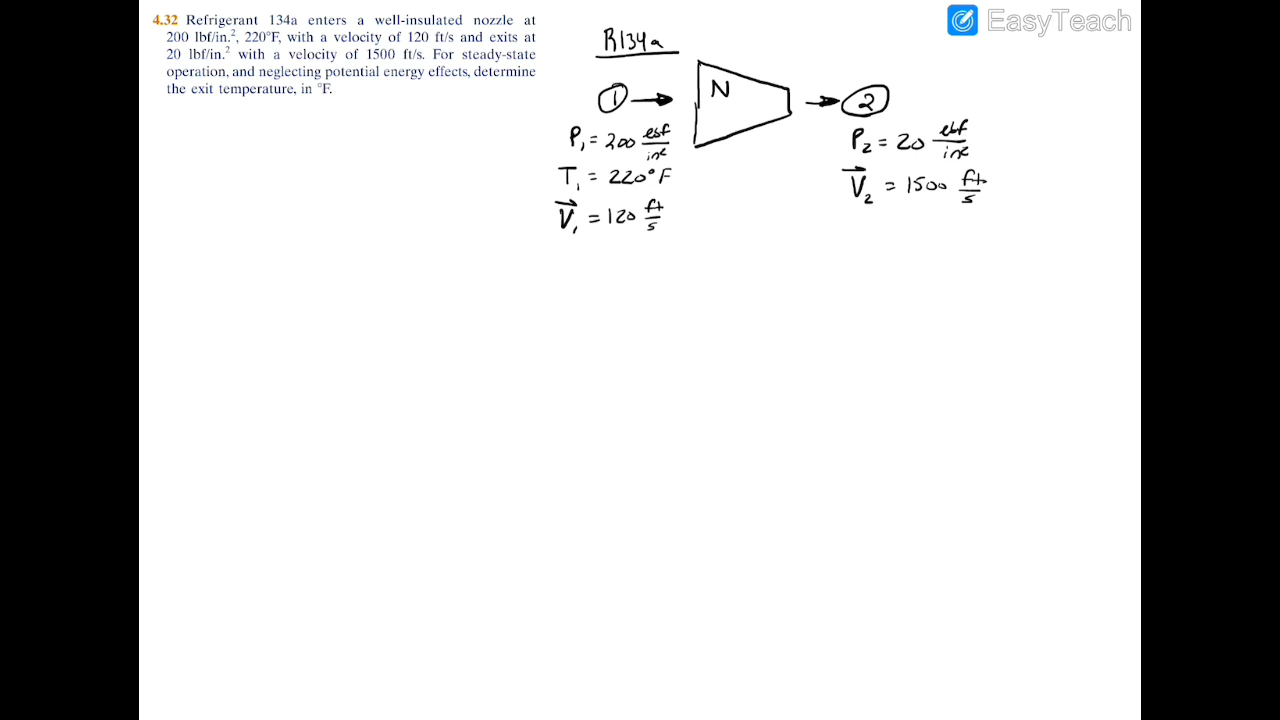 4.32 Refrigerant 134a enters a well-insulated nozzle at
200 lbf/in.², 220°F, with a velocity of 120 ft/s and exits at
20 lbf/in.² with a velocity of 1500 ft/s. For steady-state
operation, and neglecting potential energy effects, determine
the exit temperature, in °F.
EasyTeach
R134a
① → N → ②
P₁ = 200 lbf/in²
T₁ = 220°F
V⃗₁ = 120 ft/s
P₂ = 20 lbf/in²
V⃗₂ = 1500 ft/s